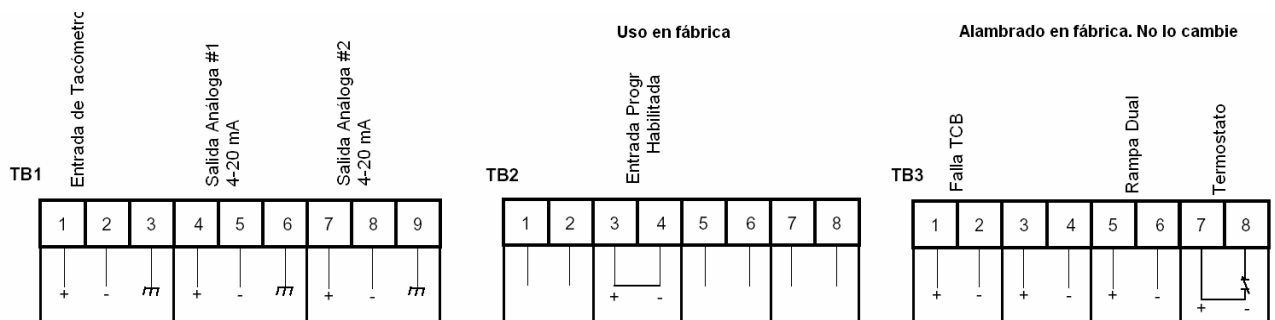 Uso en fábrica
Alambrado en fábrica. No lo cambie
Entrada de Tacómetro
Salida Análoga #1
4-20 mA
Salida Análoga #2
4-20 mA
Entrada Progr
Habilitada
Falla TCB
Rampa Dual
Termostato
TB1
1 2 3 4 5 6 7 8 9
+ - + - + -
TB2
1 2 3 4 5 6 7 8
+ -
TB3
1 2 3 4 5 6 7 8
+ - + - + - + -